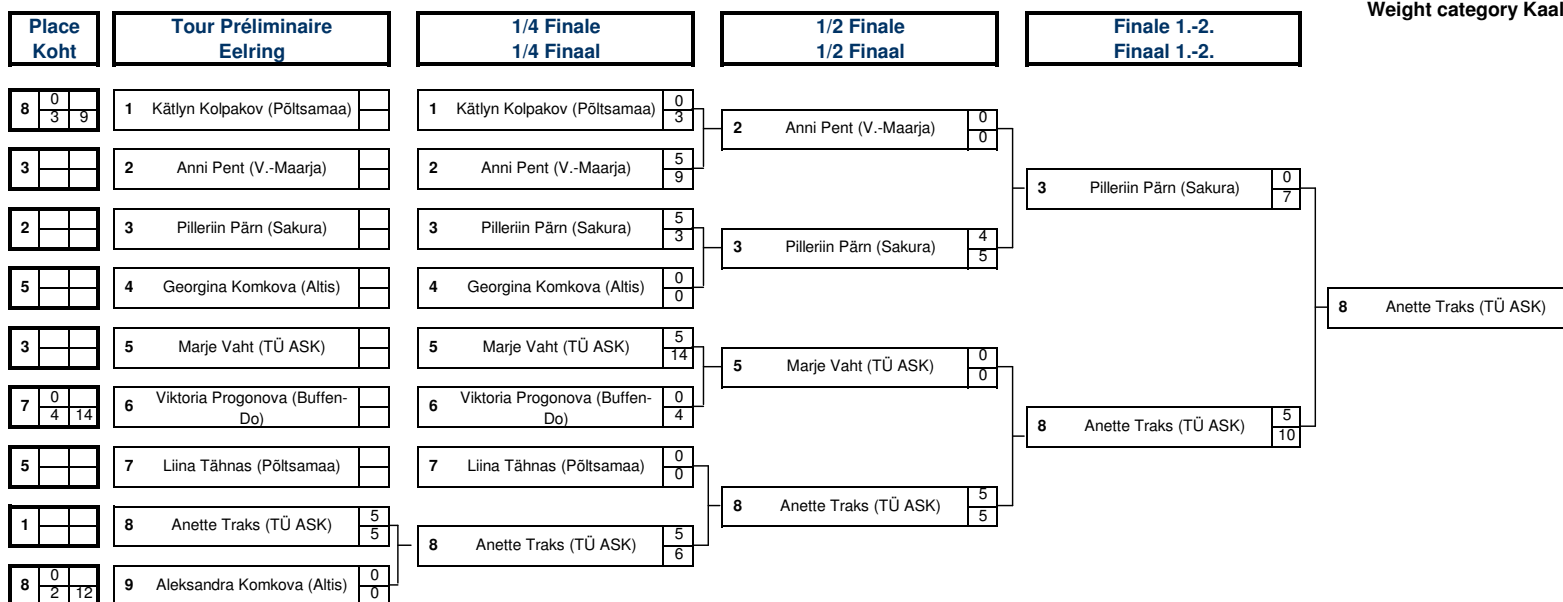 Weight category Kaal
Place
Koht
Tour Préliminaire
Eelring
1/4 Finale
1/4 Finaal
1/2 Finale
1/2 Finaal
Finale 1.-2.
Finaal 1.-2.
8 0 3 9
1 Kätlyn Kolpakov (Põltsamaa)
3
2 Anni Pent (V.-Maarja)
2
3 Pilleriin Pärn (Sakura)
5
4 Georgina Komkova (Altis)
3
5 Marje Vaht (TÜ ASK)
7 0 4 14
6 Viktoria Progonova (Buffen-
Do)
5
7 Liina Tähnas (Põltsamaa)
1
8 Anette Traks (TÜ ASK) 5 5
8 0 2 12
9 Aleksandra Komkova (Altis) 0 0
1 Kätlyn Kolpakov (Põltsamaa) 0 3
2 Anni Pent (V.-Maarja) 5 9
3 Pilleriin Pärn (Sakura) 5 3
4 Georgina Komkova (Altis) 0 0
5 Marje Vaht (TÜ ASK) 5 14
6 Viktoria Progonova (Buffen-
Do) 0 4
7 Liina Tähnas (Põltsamaa) 0 0
8 Anette Traks (TÜ ASK) 5 6
2 Anni Pent (V.-Maarja) 0 0
3 Pilleriin Pärn (Sakura) 4 5
5 Marje Vaht (TÜ ASK) 0 0
8 Anette Traks (TÜ ASK) 5 5
3 Pilleriin Pärn (Sakura) 0 7
8 Anette Traks (TÜ ASK) 5 10
8 Anette Traks (TÜ ASK)